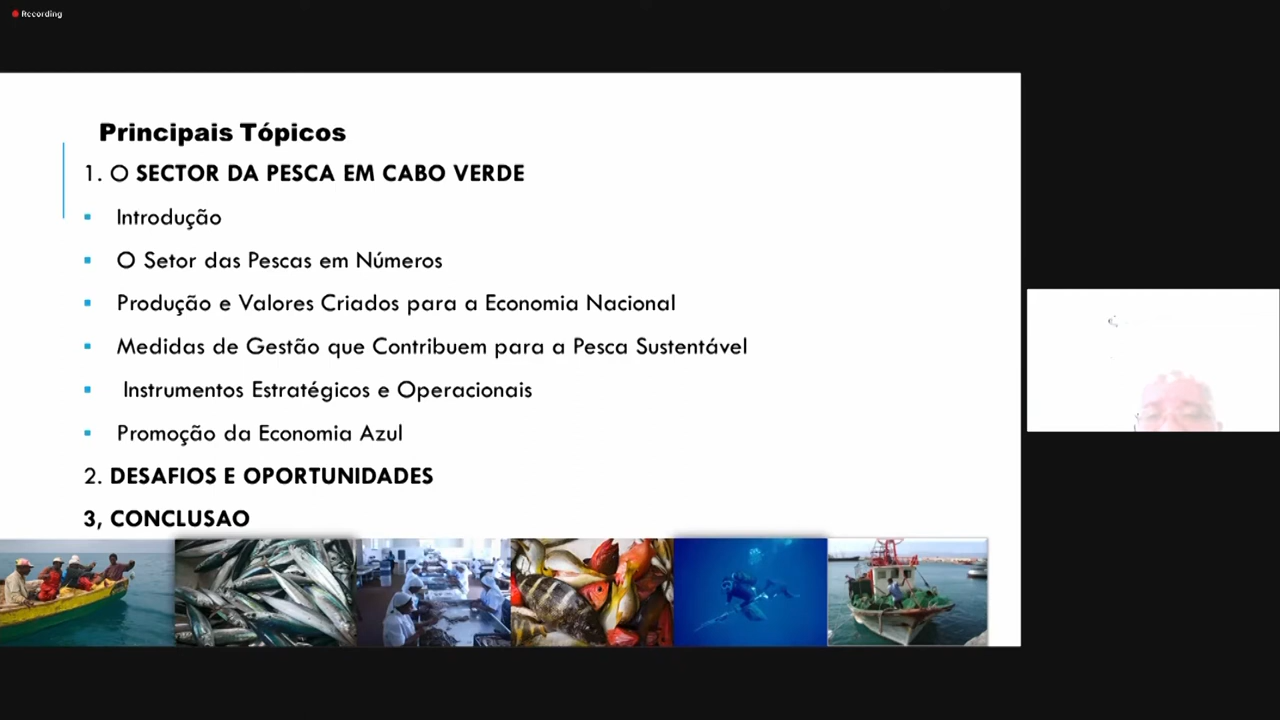 Recording
Principais Tópicos
1. O SECTOR DA PESCA EM CABO VERDE
▪ Introdução
▪ O Setor das Pescas em Números
▪ Produção e Valores Criados para a Economia Nacional
▪ Medidas de Gestão que Contribuem para a Pesca Sustentável
▪ Instrumentos Estratégicos e Operacionais
▪ Promoção da Economia Azul
2. DESAFIOS E OPORTUNIDADES
3, CONCLUSAO